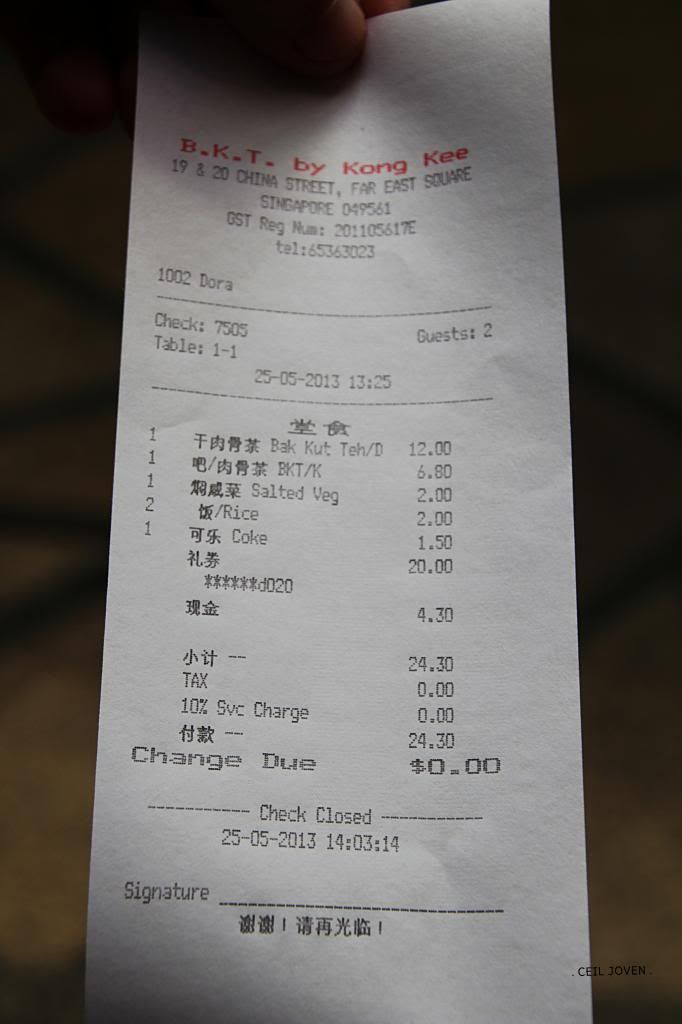 B.K.T. by Kong Kee
19 & 20 CHINA STREET, FAR EAST SQUARE
SINGAPORE 049561
GST Reg Num: 201105617E
tel:65363023
1002 Dora
Check: 7505 Guests: 2
Table: 1-1
25-05-2013 13:25
堂食
1 干肉骨茶 Bak Kut Teh/D 12.00
1 吧/肉骨茶 BKT/K 6.80
1 焖咸菜 Salted Veg 2.00
2 饭/Rice 2.00
1 可乐 Coke 1.50
礼券 20.00
******d020
现金 4.30
小计 -- 24.30
TAX 0.00
10% Svc Charge 0.00
付款 -- 24.30
Change Due $0.00
------------ Check Closed ------------
25-05-2013 14:03:14
Signature
谢谢！请再光临！
. CEIL JOVEN .